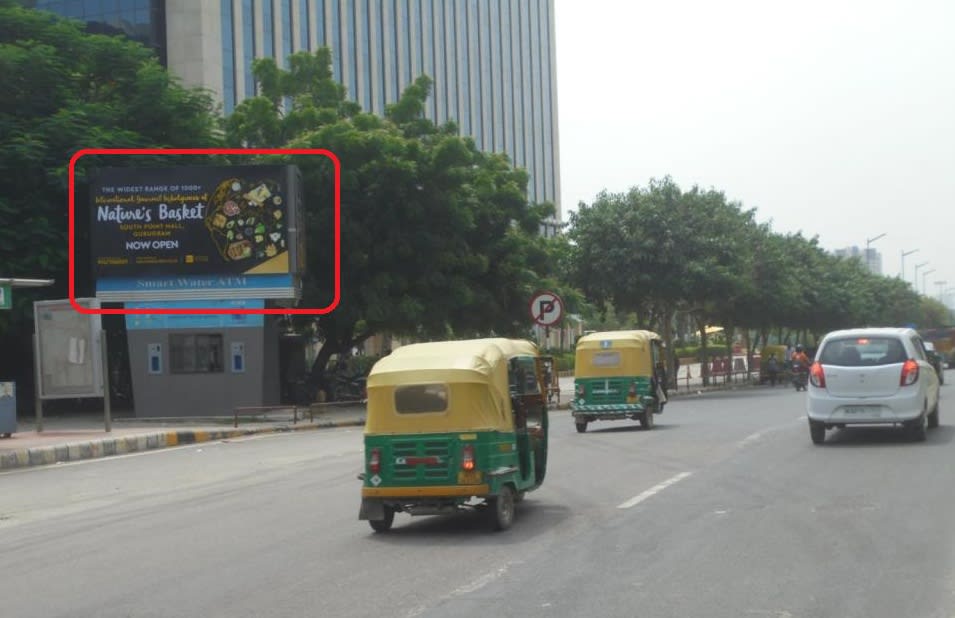 THE WIDEST RANGE OF 1000+
International Gourmet Indulgences at
Nature's Basket
SOUTH POINT MALL,
GURUGRAM
NOW OPEN
Smart Water ATM
P